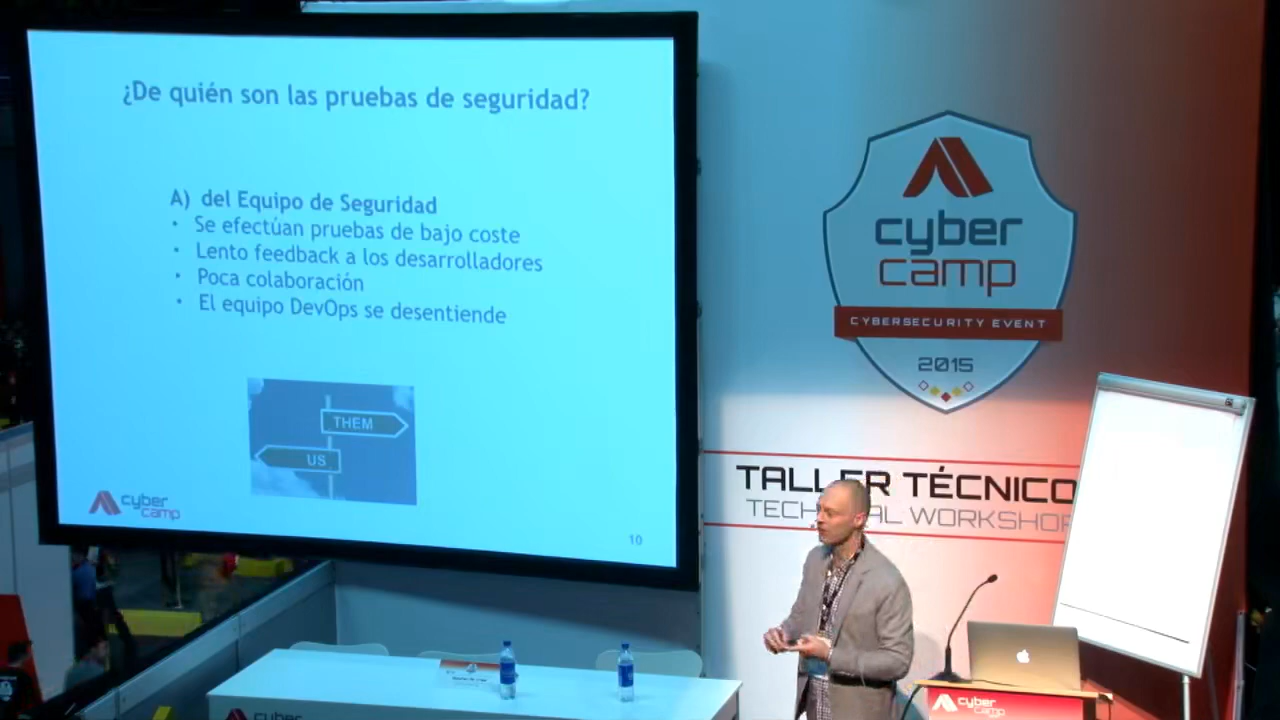 ¿De quién son las pruebas de seguridad?
A) del Equipo de Seguridad
• Se efectúan pruebas de bajo coste
• Lento feedback a los desarrolladores
• Poca colaboración
• El equipo DevOps se desentiende
THEM
US
cyber
camp
10
cyber
camp
CYBERSECURITY EVENT
2015
TALLER TÉCNICO
TECHNICAL WORKSHOP
cyber
camp
cyber